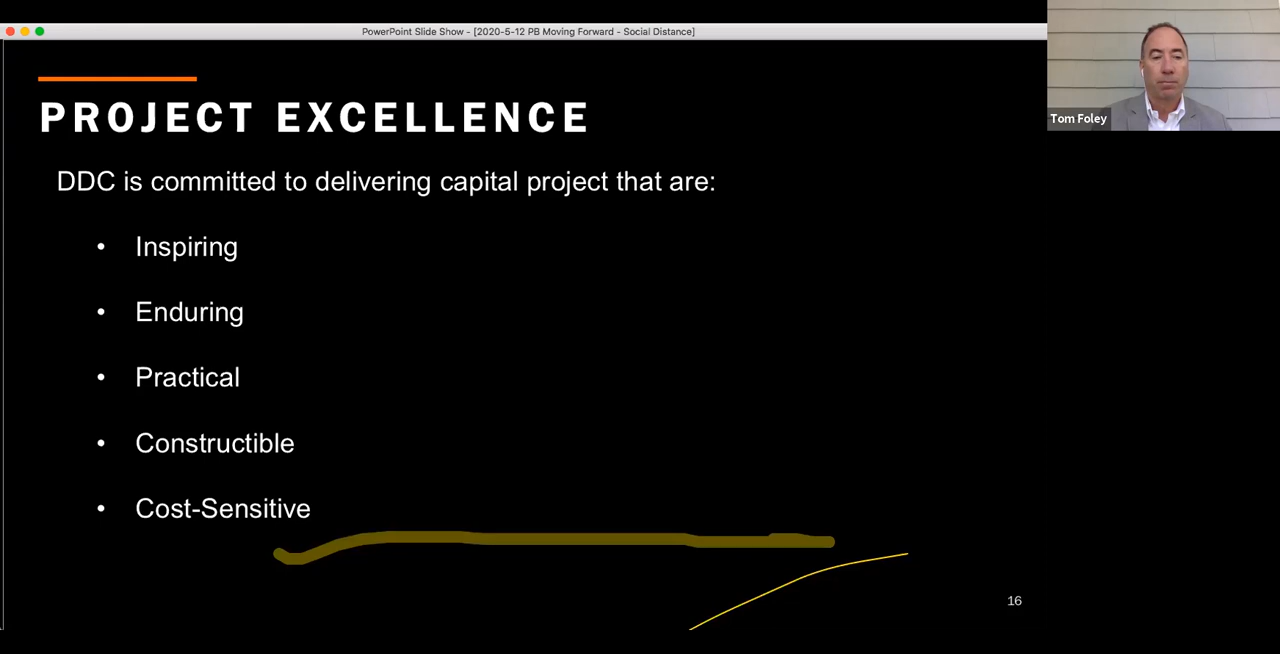 PowerPoint Slide Show - [2020-5-12 PB Moving Forward - Social Distance]
Tom Foley
PROJECT EXCELLENCE
DDC is committed to delivering capital project that are:
• Inspiring
• Enduring
• Practical
• Constructible
• Cost-Sensitive
16